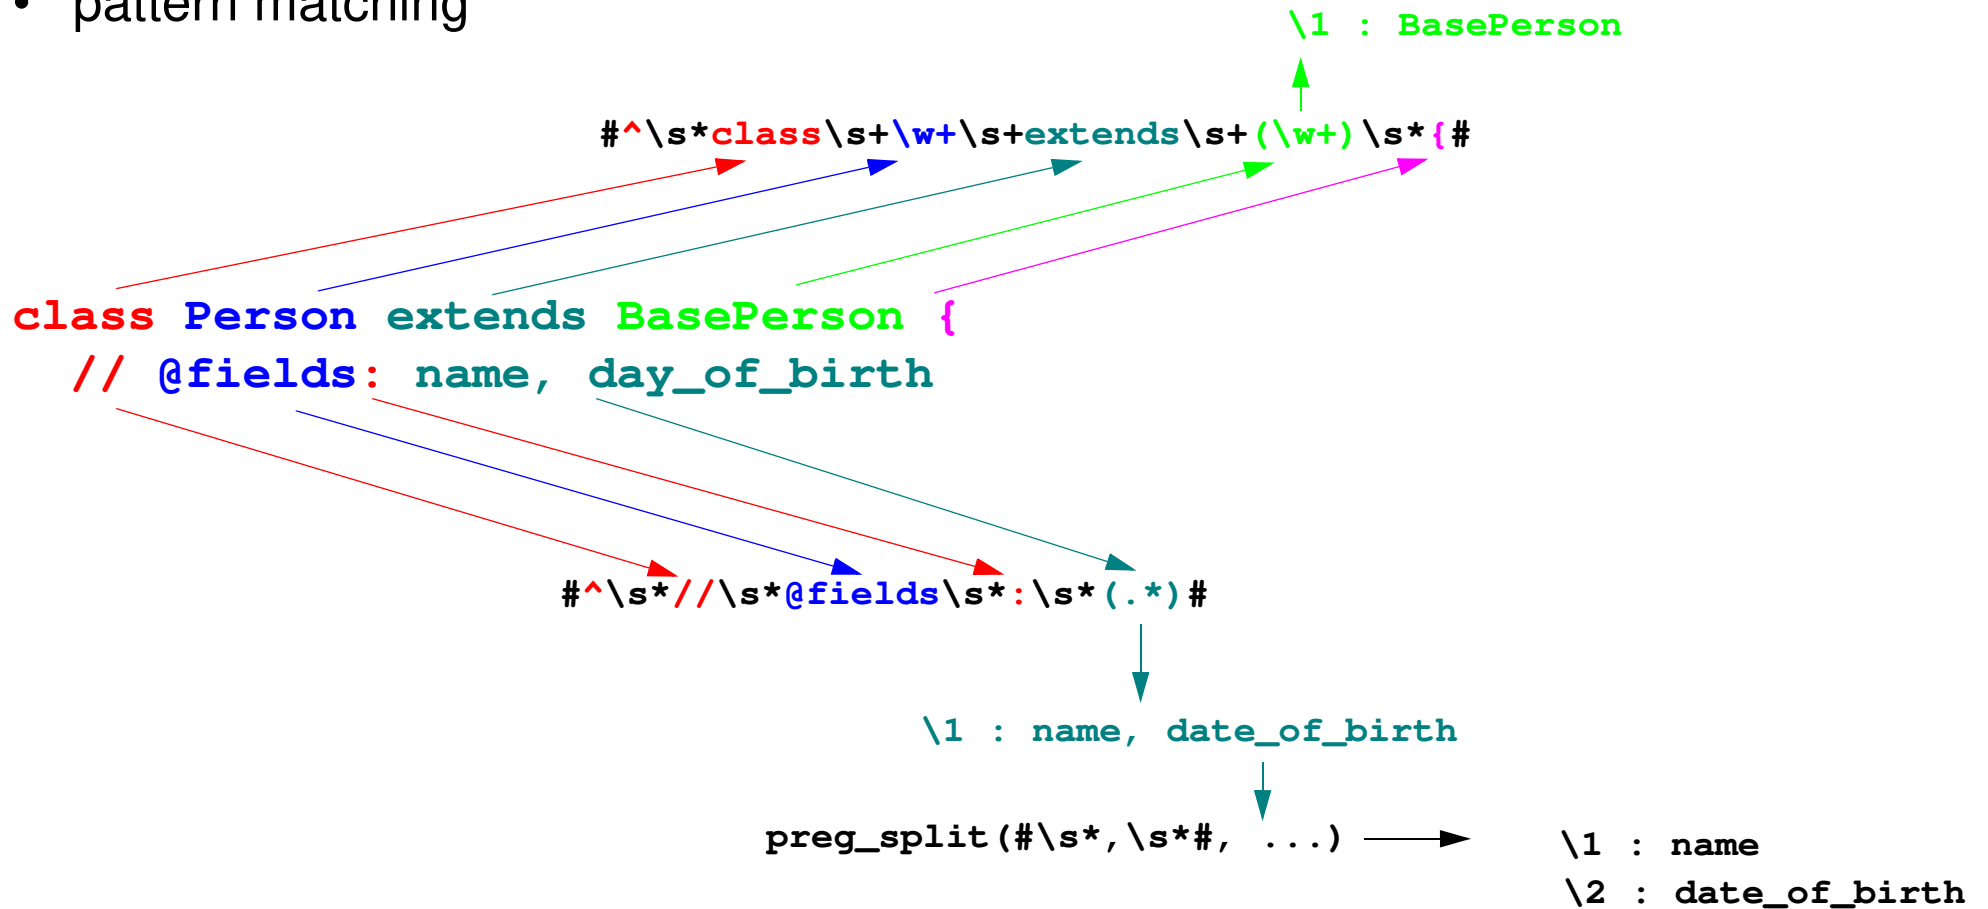 • pattern matching
\1 : BasePerson
#^\s*class\s+\w+\s+extends\s+(\w+)\s*{#
class Person extends BasePerson {
// @fields: name, day_of_birth
#^\s*//\s*@fields\s*:\s*(.*)#
\1 : name, date_of_birth
preg_split(#\s*,\s*#, ...)
\1 : name
\2 : date_of_birth